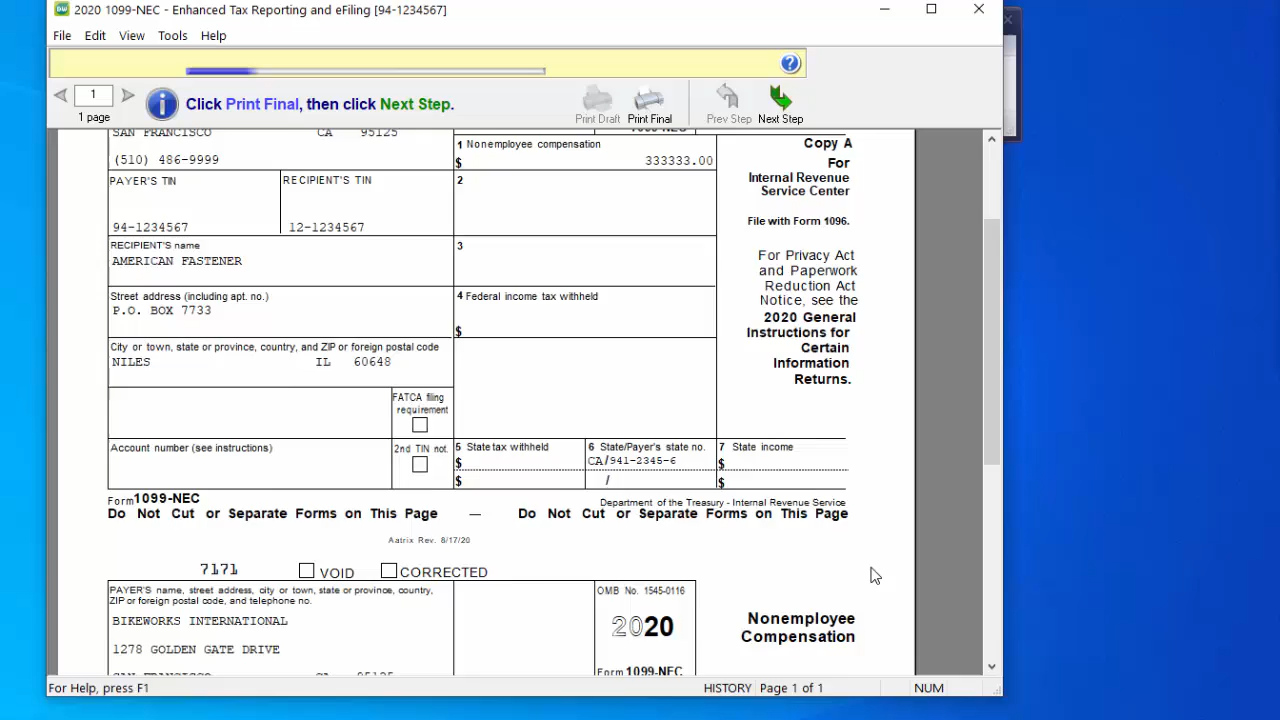 2020 1099-NEC - Enhanced Tax Reporting and eFiling [94-1234567]
File Edit View Tools Help
1
1 page
Click Print Final, then click Next Step.
Print Draft Print Final Prev Step Next Step
SAN FRANCISCO CA 95125
1099-NEC
(510) 486-9999
1 Nonemployee compensation
$ 333333.00
Copy A
For
Internal Revenue
Service Center
File with Form 1096.
PAYER'S TIN
RECIPIENT'S TIN
2
94-1234567
12-1234567
RECIPIENT'S name
AMERICAN FASTENER
3
For Privacy Act
and Paperwork
Reduction Act
Notice, see the
2020 General
Instructions for
Certain
Information
Returns.
Street address (including apt. no.)
P.O. BOX 7733
4 Federal income tax withheld
$
City or town, state or province, country, and ZIP or foreign postal code
NILES IL 60648
FATCA filing
requirement
Account number (see instructions)
2nd TIN not.
5 State tax withheld
$
$
6 State/Payer's state no.
CA/941-2345-6
/
7 State income
$
$
Form 1099-NEC
Department of the Treasury - Internal Revenue Service
Do Not Cut or Separate Forms on This Page — Do Not Cut or Separate Forms on This Page
Aatrix Rev. 8/17/20
7171 VOID CORRECTED
PAYER'S name, street address, city or town, state or province, country,
ZIP or foreign postal code, and telephone no.
BIKEWORKS INTERNATIONAL
1278 GOLDEN GATE DRIVE
SAN FRANCISCO CA 95125
OMB No. 1545-0116
2020
Form 1099-NEC
Nonemployee
Compensation
For Help, press F1
HISTORY Page 1 of 1 NUM